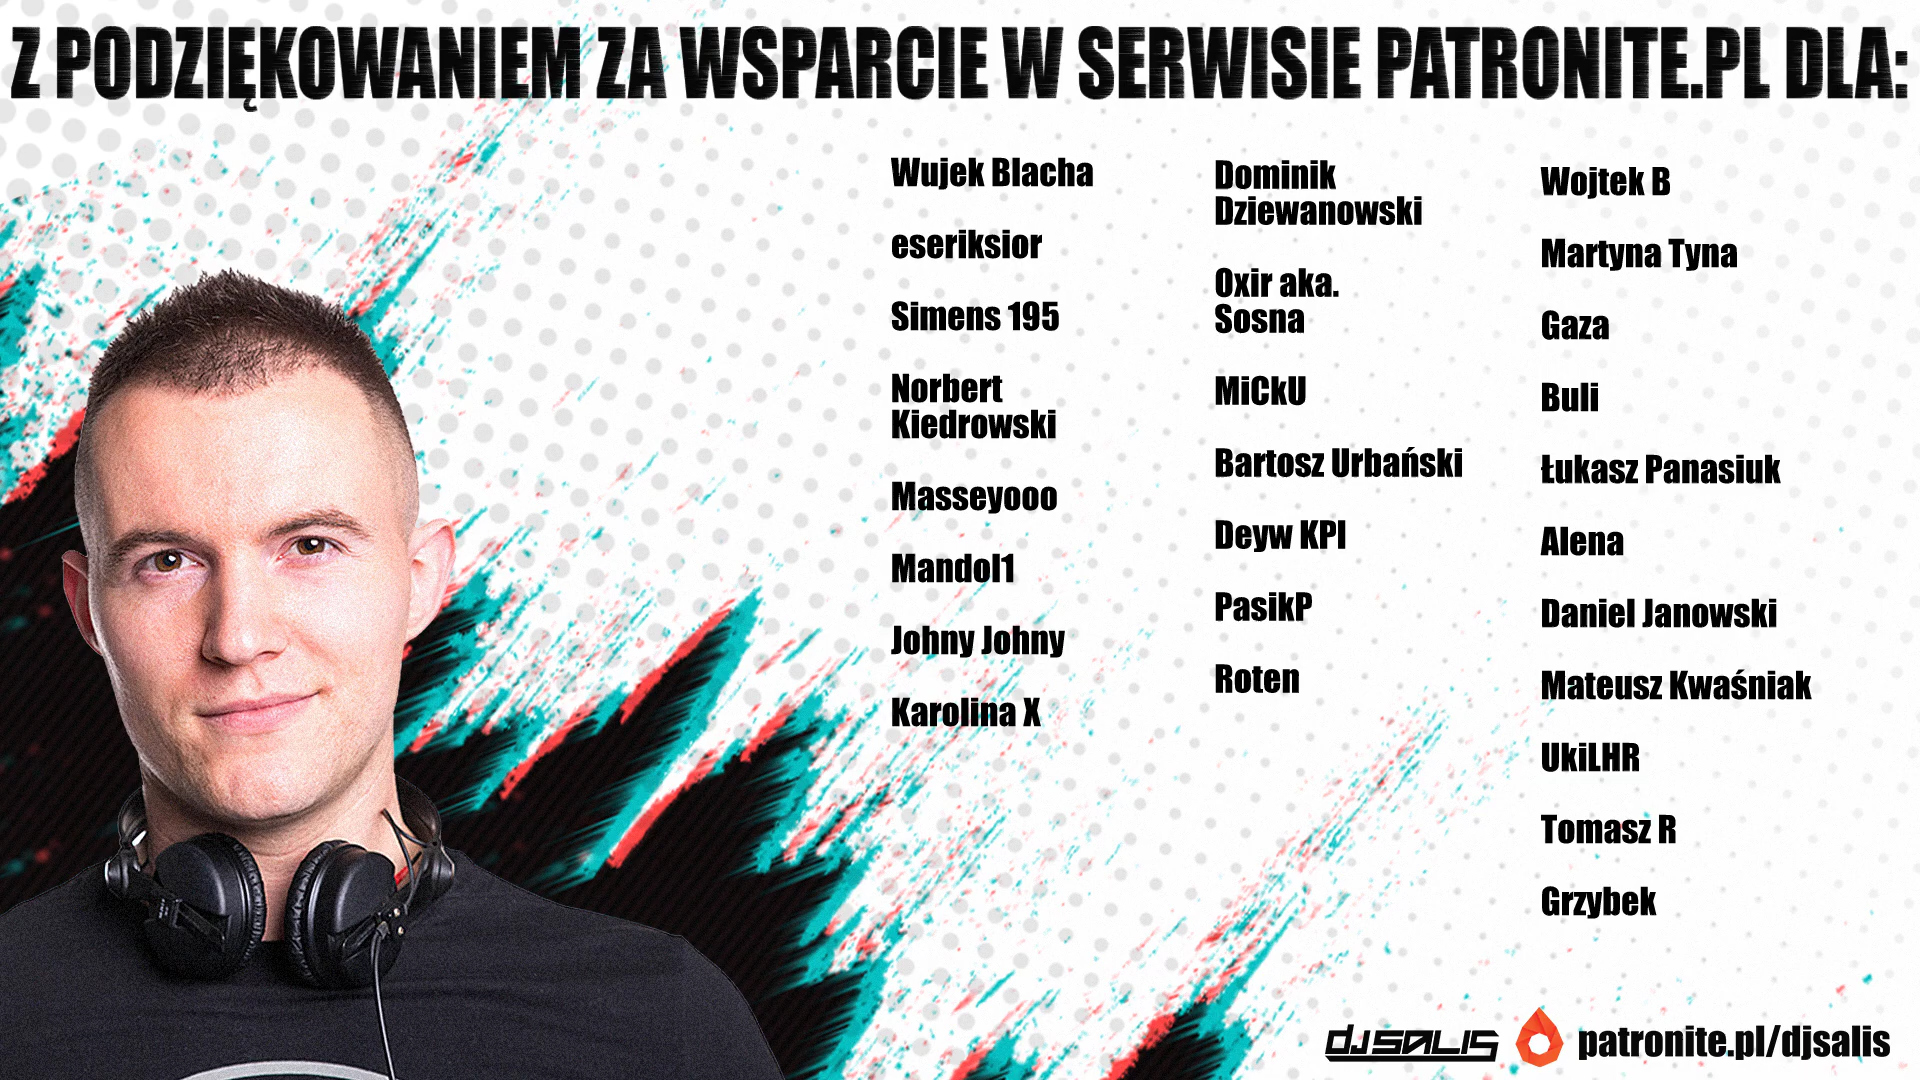 Z PODZIĘKOWANIEM ZA WSPARCIE W SERWISIE PATRONITE.PL DLA:
Wujek Blacha
eseriksior
Simens 195
Norbert
Kiedrowski
Masseyooo
Mandol1
Johny Johny
Karolina X
Dominik
Dziewanowski
Oxir aka.
Sosna
MiCkU
Bartosz Urbański
Deyw KPI
PasikP
Roten
Wojtek B
Martyna Tyna
Gaza
Buli
Łukasz Panasiuk
Alena
Daniel Janowski
Mateusz Kwaśniak
UkiLHR
Tomasz R
Grzybek
DJ SALIS patronite.pl/djsalis